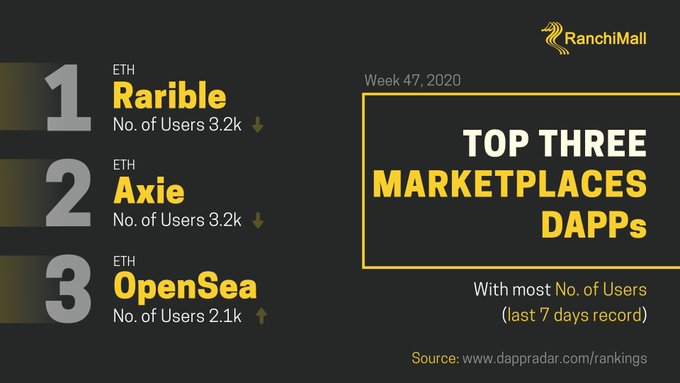 RanchiMall
Week 47, 2020
TOP THREE
MARKETPLACES
DAPPs
With most No. of Users
(last 7 days record)
1
ETH
Rarible
No. of Users 3.2k
2
ETH
Axie
No. of Users 3.2k
3
ETH
OpenSea
No. of Users 2.1k
Source: www.dappradar.com/rankings